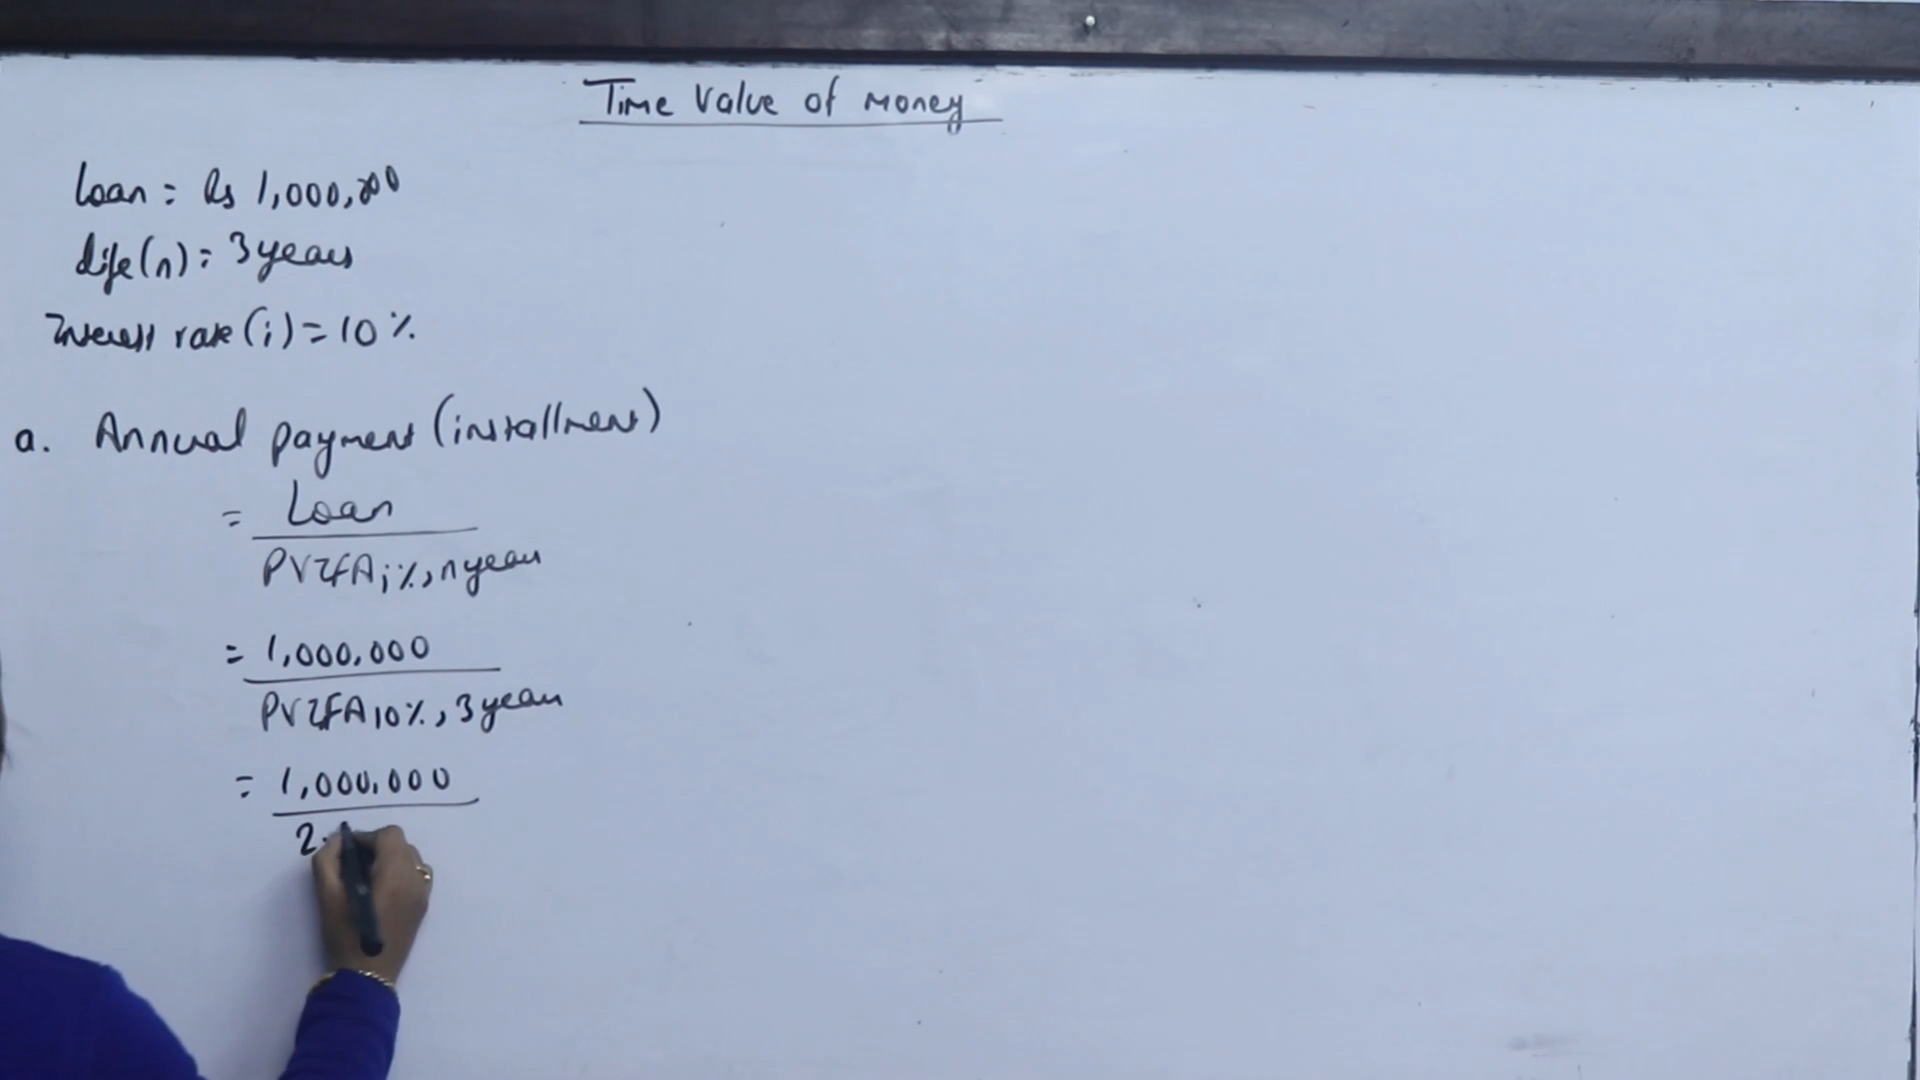 Time Value of money
Loan = Rs 1,000,000
Life(n) = 3 years
Interest rate (i) = 10%
a. Annual payment (installment)
= Loan
PVIFA i%, n years
= 1,000,000
PVIFA 10%, 3 years
= 1,000,000
2.